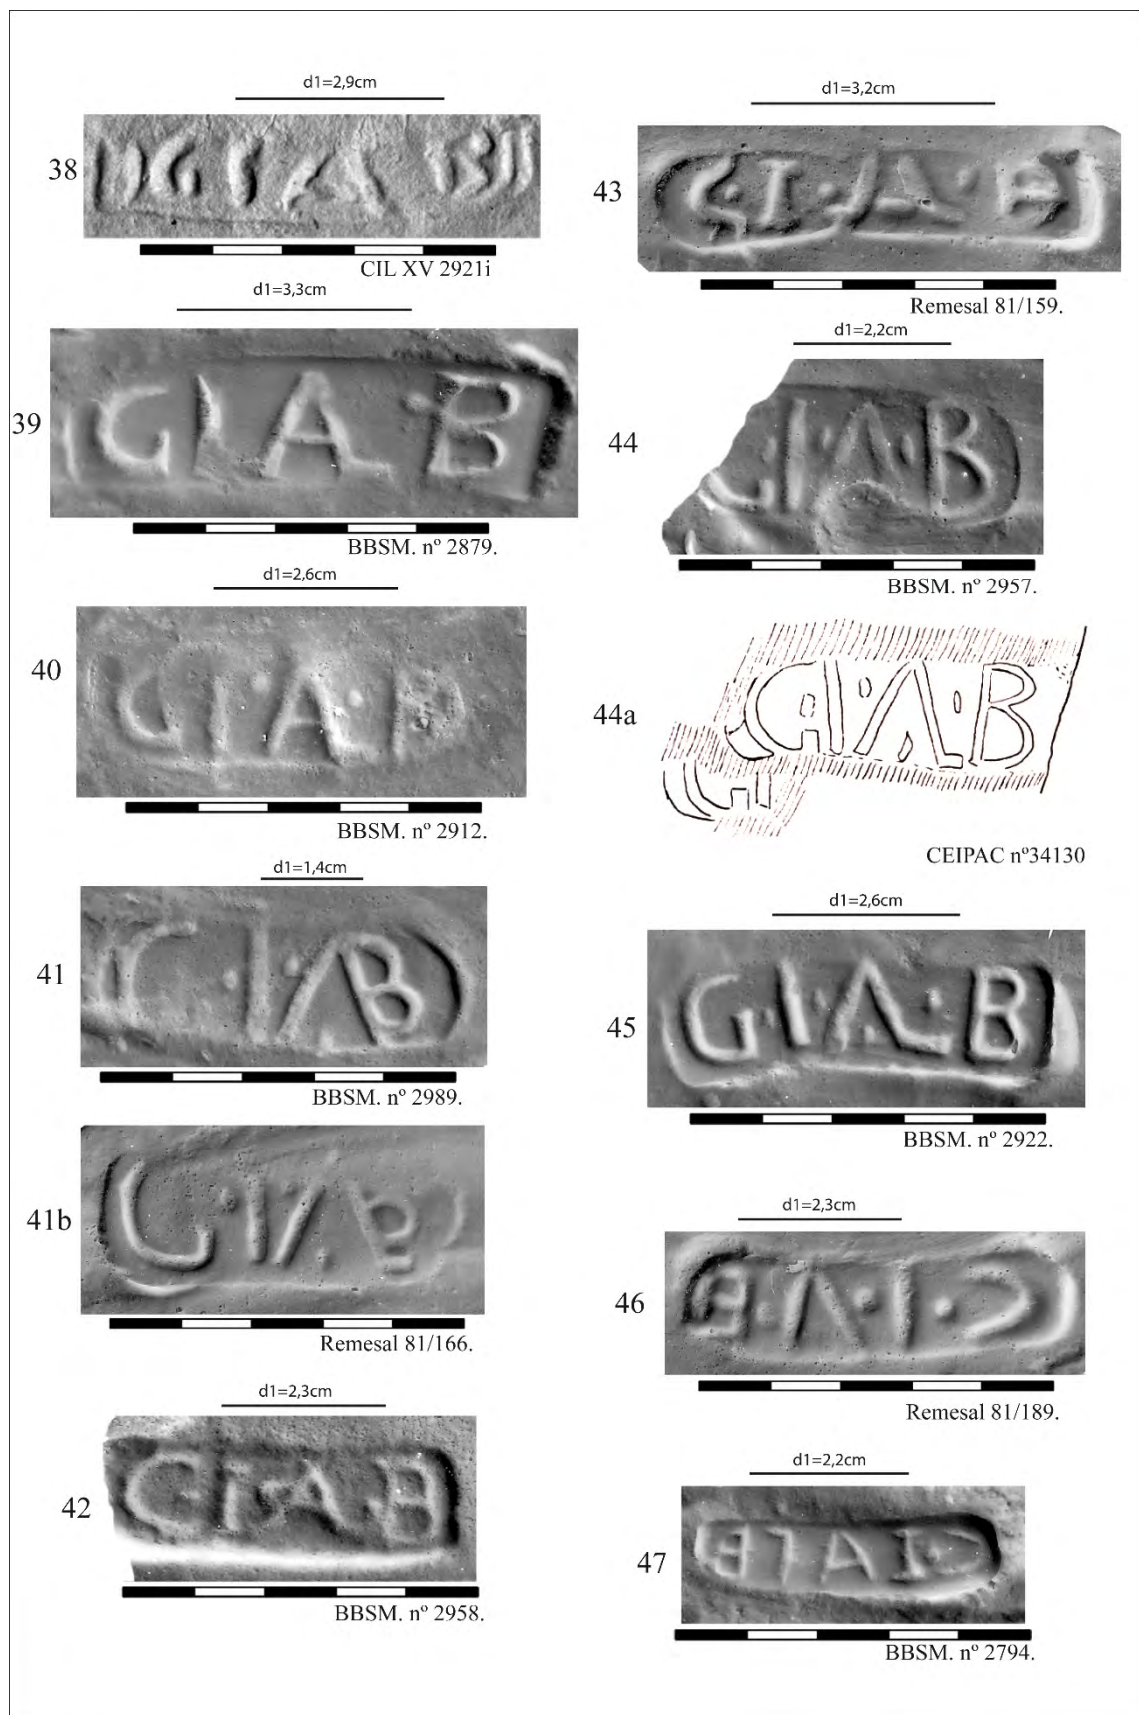 d1=2,9cm
38
CIL XV 2921i
d1=3,3cm
39
GIA·B
BBSM. nº 2879.
d1=2,6cm
40
BBSM. nº 2912.
d1=1,4cm
41
BBSM. nº 2989.
41b
Remesal 81/166.
d1=2,3cm
42
C·I·A·B
BBSM. nº 2958.
d1=3,2cm
43
Remesal 81/159.
d1=2,2cm
44
GI·A·B
BBSM. nº 2957.
44a
CEIPAC nº34130
d1=2,6cm
45
G·I·A·B
BBSM. nº 2922.
d1=2,3cm
46
Remesal 81/189.
d1=2,2cm
47
BBSM. nº 2794.